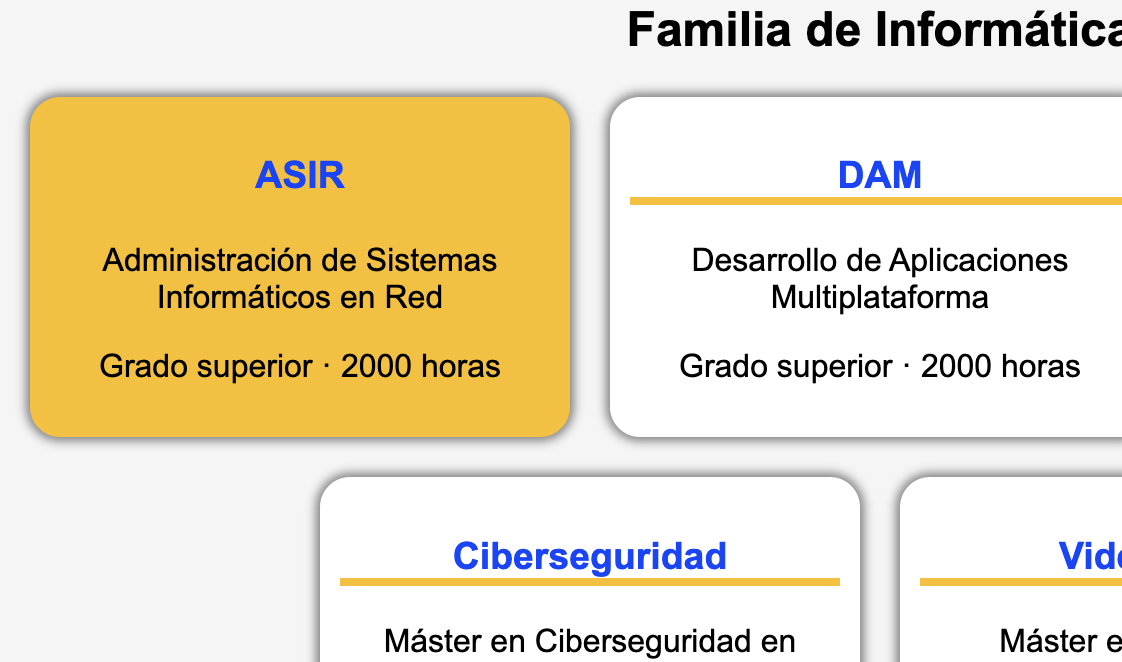 Familia de Informática
ASIR
Administración de Sistemas
Informáticos en Red
Grado superior · 2000 horas
DAM
Desarrollo de Aplicaciones
Multiplataforma
Grado superior · 2000 horas
Ciberseguridad
Máster en Ciberseguridad en
Máster